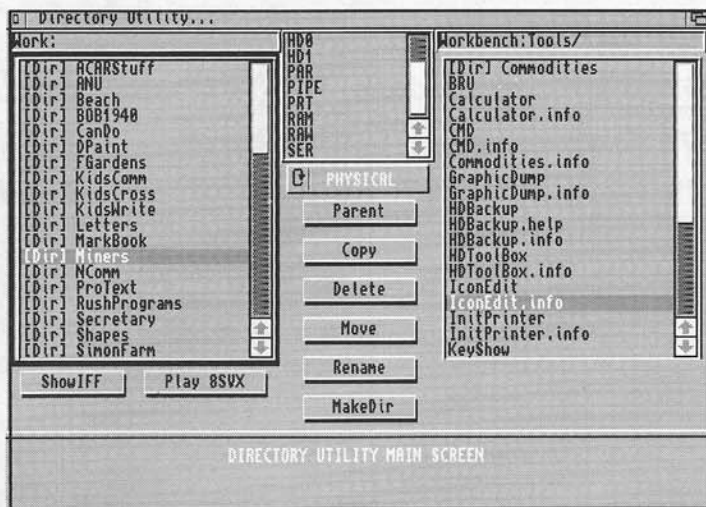 Directory Utility...
Work:
[Dir] ACARStuff
[Dir] ANU
[Dir] Beach
[Dir] BOB1940
[Dir] CanDo
[Dir] DPaint
[Dir] FGardens
[Dir] KidsComm
[Dir] KidsCross
[Dir] KidsWrite
[Dir] Letters
[Dir] MarkBook
[Dir] Miners
[Dir] NComm
[Dir] ProText
[Dir] RushPrograms
[Dir] Secretary
[Dir] Shapes
[Dir] SimonFarm
ShowIFF
Play 8SVX
HD0
HD1
PAR
PIPE
PRT
RAM
RAW
SER
PHYSICAL
Parent
Copy
Delete
Move
Rename
MakeDir
Workbench:Tools/
[Dir] Commodities
BRU
Calculator
Calculator.info
CMD
CMD.info
Commodities.info
GraphicDump
GraphicDump.info
HDBackup
HDBackup.help
HDBackup.info
HDToolBox
HDToolBox.info
IconEdit
IconEdit.info
InitPrinter
InitPrinter.info
KeyShow
DIRECTORY UTILITY MAIN SCREEN